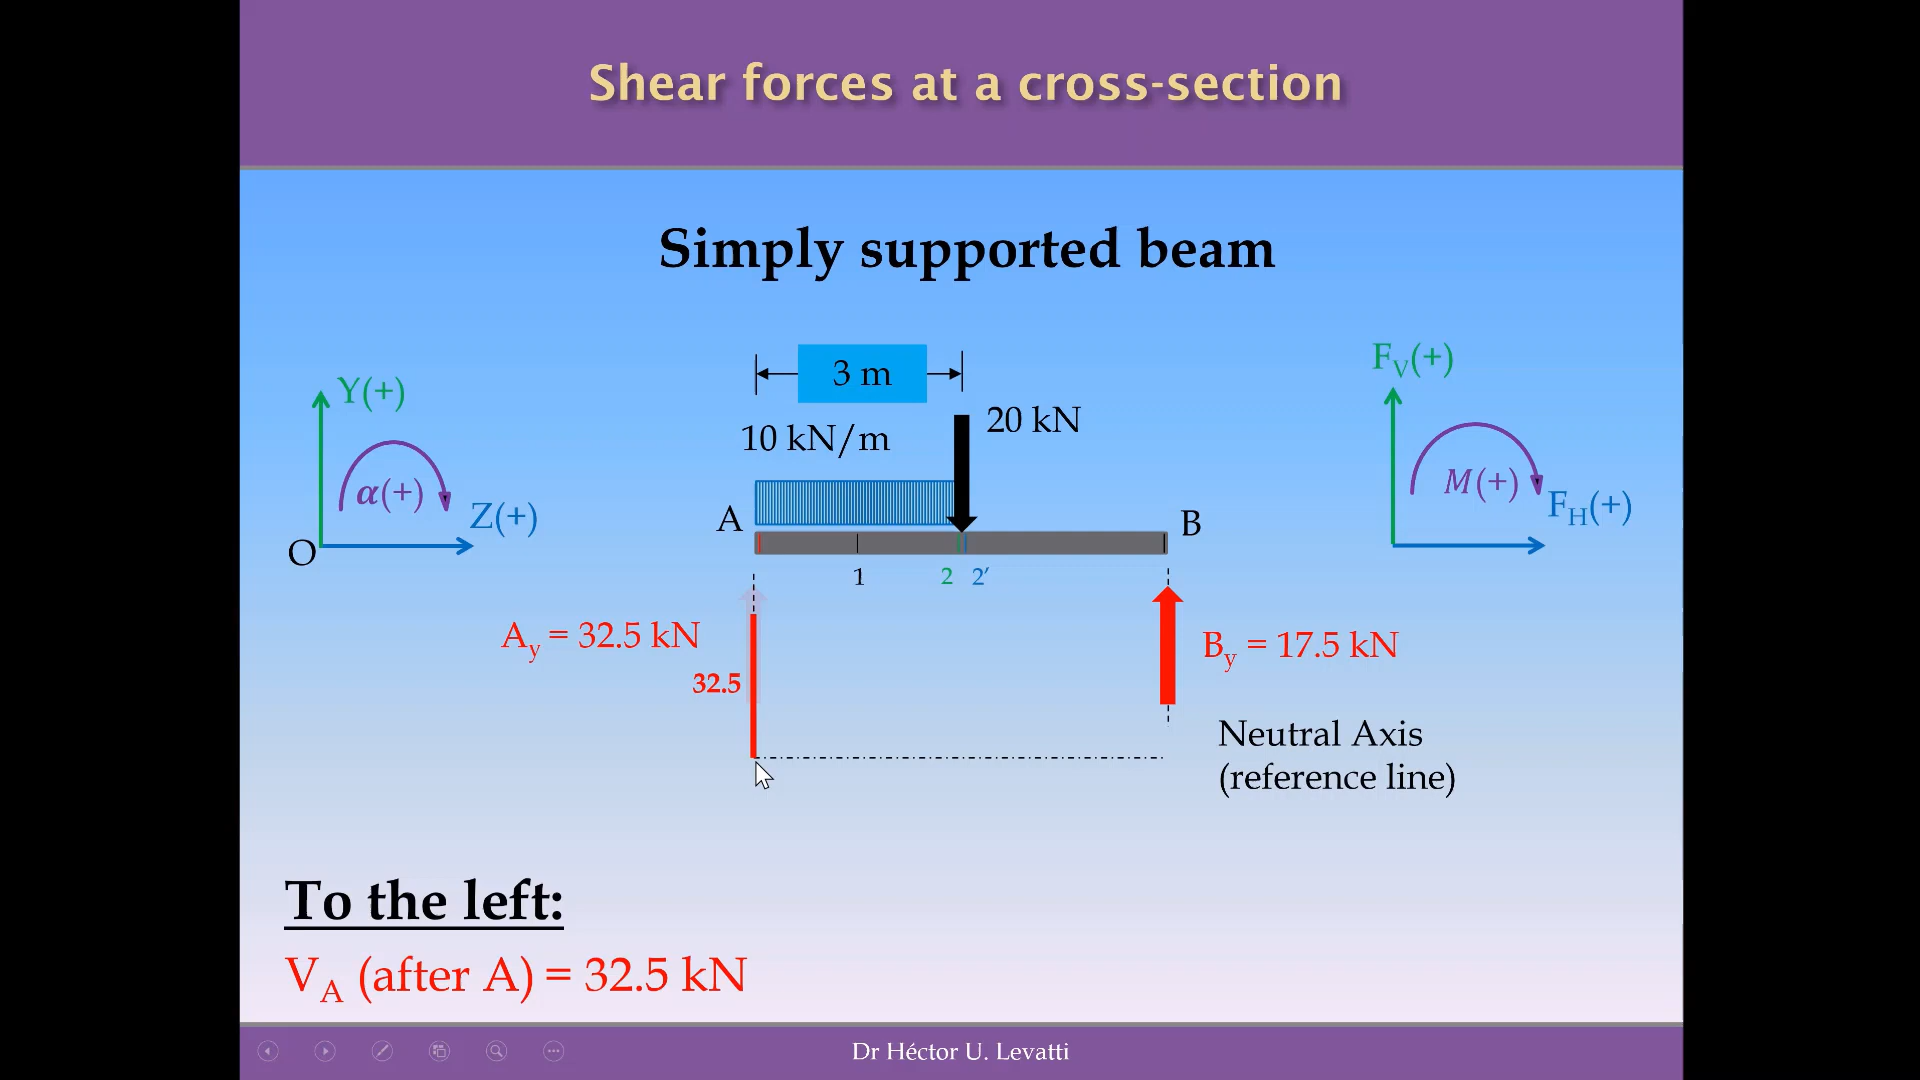 Shear forces at a cross-section
Simply supported beam
3 m
20 kN
10 kN/m
Y(+)
α(+)
Z(+)
O
A
B
1
2
2′
F_V(+)
M(+)
F_H(+)
A_y = 32.5 kN
32.5
B_y = 17.5 kN
Neutral Axis
(reference line)
To the left:
V_A (after A) = 32.5 kN
Dr Héctor U. Levatti